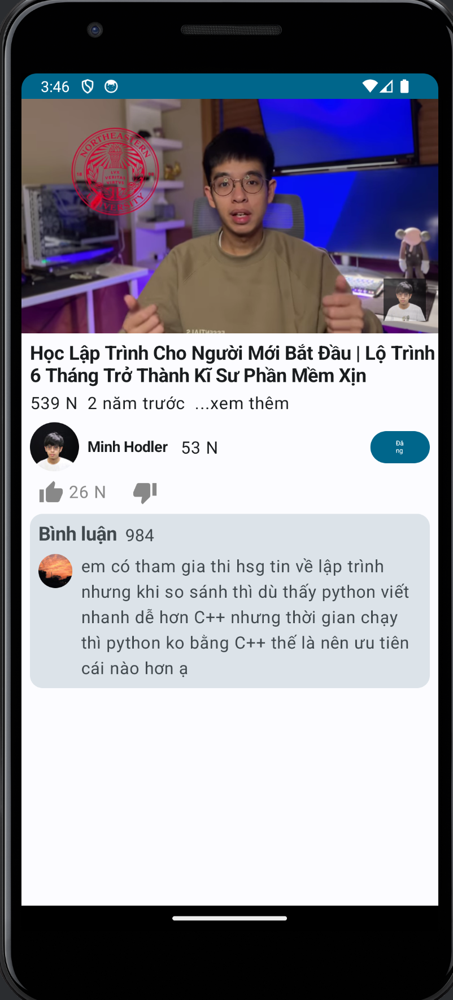 3:46
NORTHEASTERN
LVX
VERITAS
VIRTVS
18
98
UNIVERSITY
Học Lập Trình Cho Người Mới Bắt Đầu | Lộ Trình
6 Tháng Trở Thành Kĩ Sư Phần Mềm Xịn
539 N 2 năm trước ...xem thêm
Minh Hodler 53 N
Đă
ng
26 N
Bình luận 984
em có tham gia thi hsg tin về lập trình
nhưng khi so sánh thì dù thấy python viết
nhanh dễ hơn C++ nhưng thời gian chạy
thì python ko bằng C++ thế là nên ưu tiên
cái nào hơn ạ